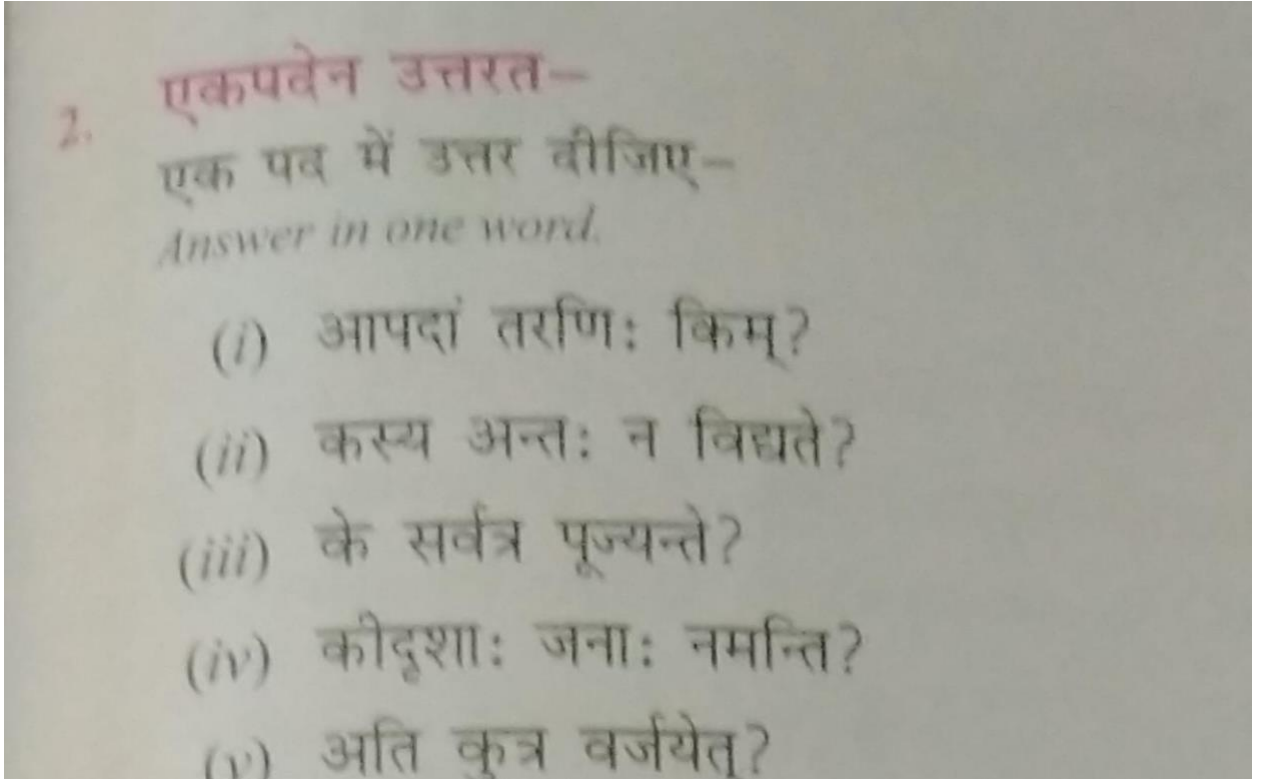 2. एकपदेन उत्तरत–
एक पद में उत्तर दीजिए–
Answer in one word.
(i) आपदां तरणिः किम्?
(ii) कस्य अन्तः न विद्यते?
(iii) के सर्वत्र पूज्यन्ते?
(iv) कीदृशाः जनाः नमन्ति?
(v) अति कुत्र वर्जयेत्?